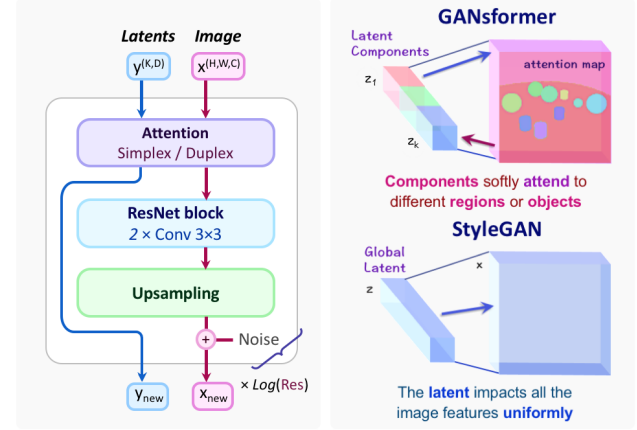 Latents Image
y(K,D) x(H,W,C)
Attention
Simplex / Duplex
ResNet block
2 × Conv 3×3
Upsampling
+ Noise
× Log(Res)
ynew xnew
GANsformer
Latent
Components
z1
zk
attention map
Components softly attend to
different regions or objects
StyleGAN
Global
Latent
z
x
The latent impacts all the
image features uniformly